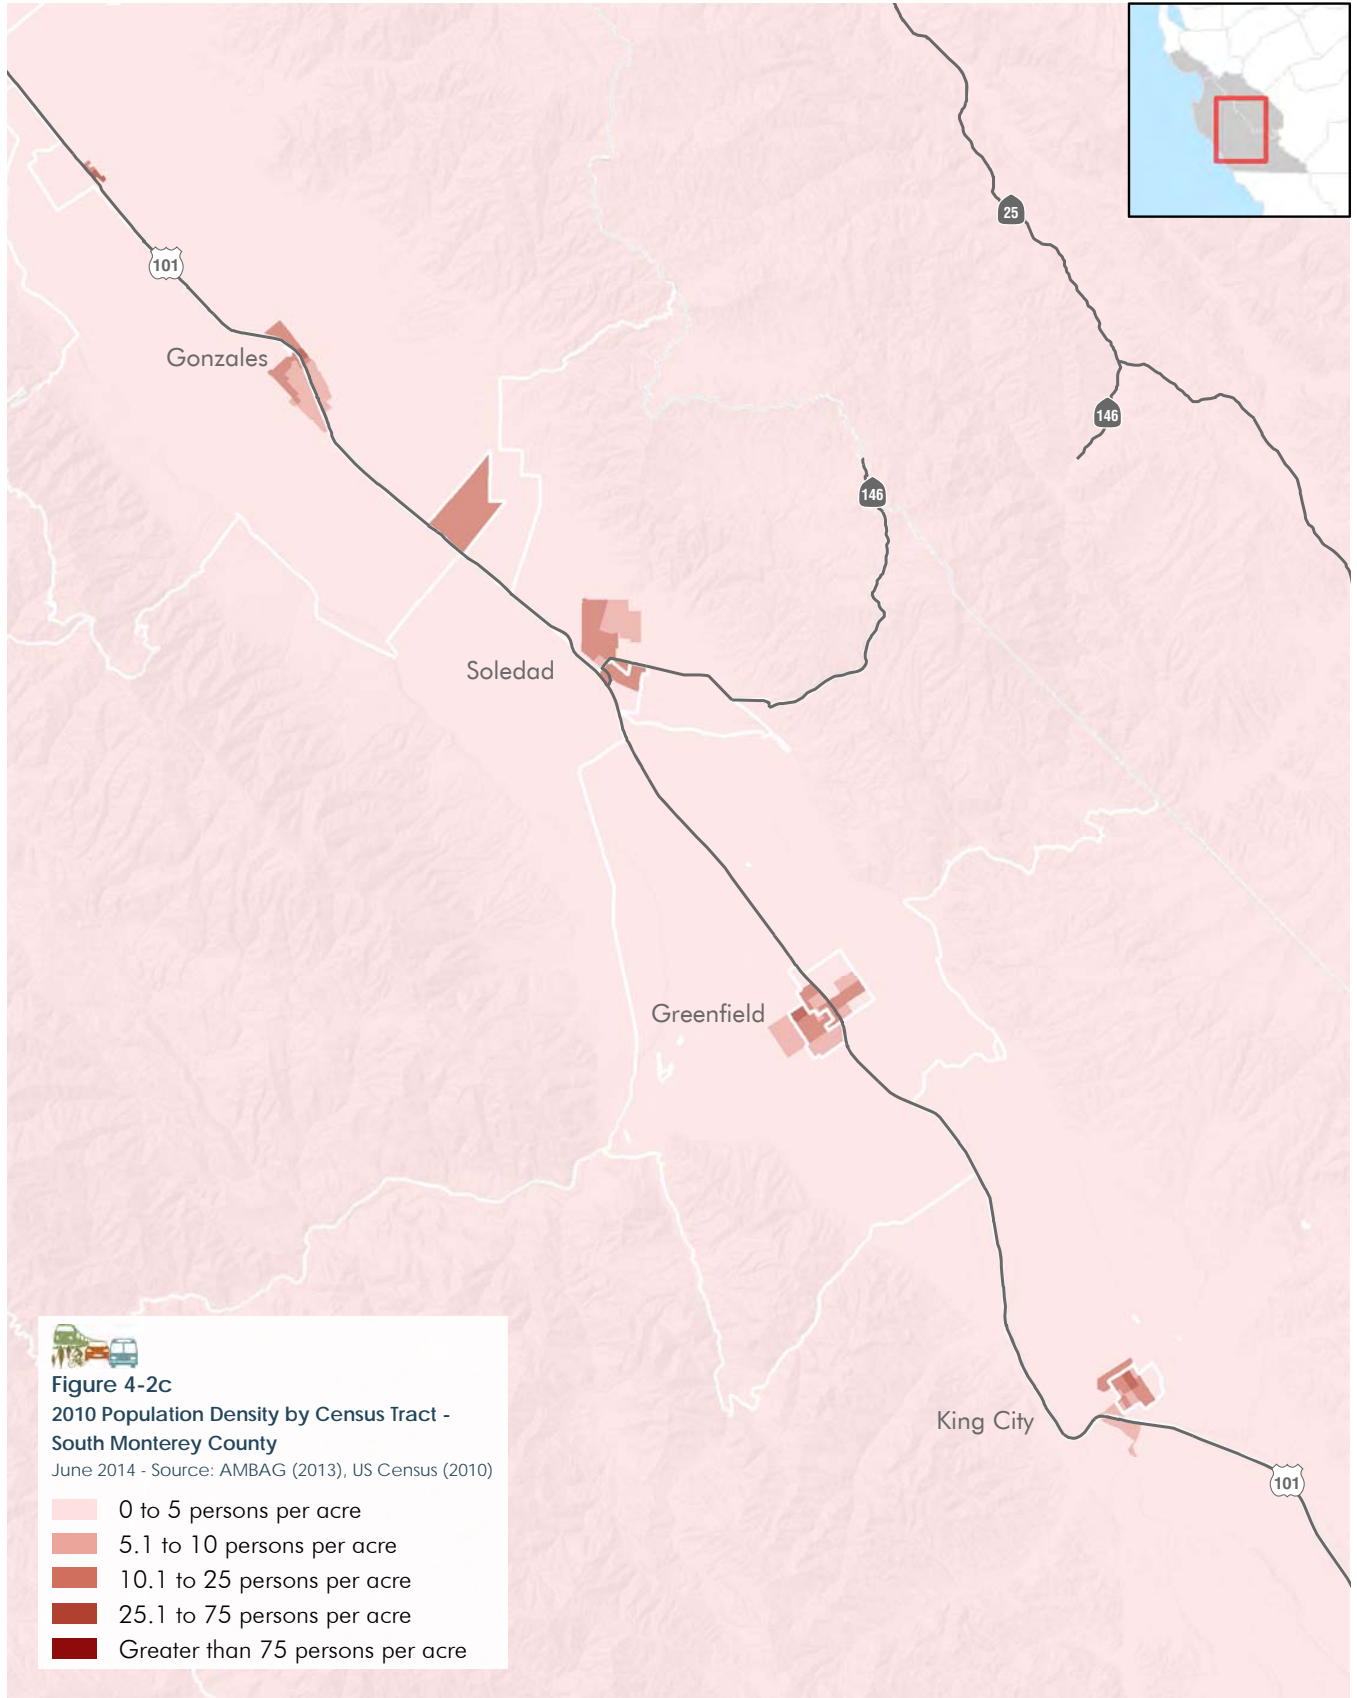 25
101
Gonzales
146
146
Soledad
Greenfield
King City
101
Figure 4-2c
2010 Population Density by Census Tract -
South Monterey County
June 2014 - Source: AMBAG (2013), US Census (2010)
0 to 5 persons per acre
5.1 to 10 persons per acre
10.1 to 25 persons per acre
25.1 to 75 persons per acre
Greater than 75 persons per acre